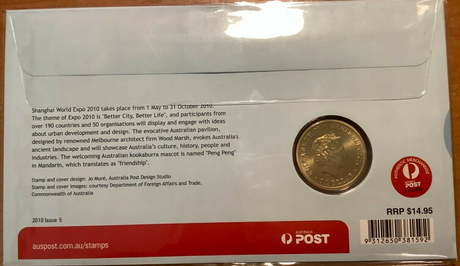 Shanghai World Expo 2010 takes place from 1 May to 31 October 2010.
The theme of Expo 2010 is "Better City, Better Life", and participants from
over 190 countries and 50 organisations will display and engage with ideas
about urban development and design. The evocative Australian pavilion,
designed by renowned Melbourne architect firm Wood Marsh, evokes Australia's
ancient landscape and will showcase Australia's culture, history, people and
industries. The welcoming Australian kookaburra mascot is named "Peng Peng"
in Mandarin, which translates as "friendship".
Stamp and cover design: Jo Muré, Australia Post Design Studio
Stamp and cover images: courtesy Department of Foreign Affairs and Trade,
Commonwealth of Australia
2010 Issue 5
auspost.com.au/stamps
AUSTRALIA
POST
AUTHENTIC MERCHANDISE
POST
RRP $14.95
9 312650 381592